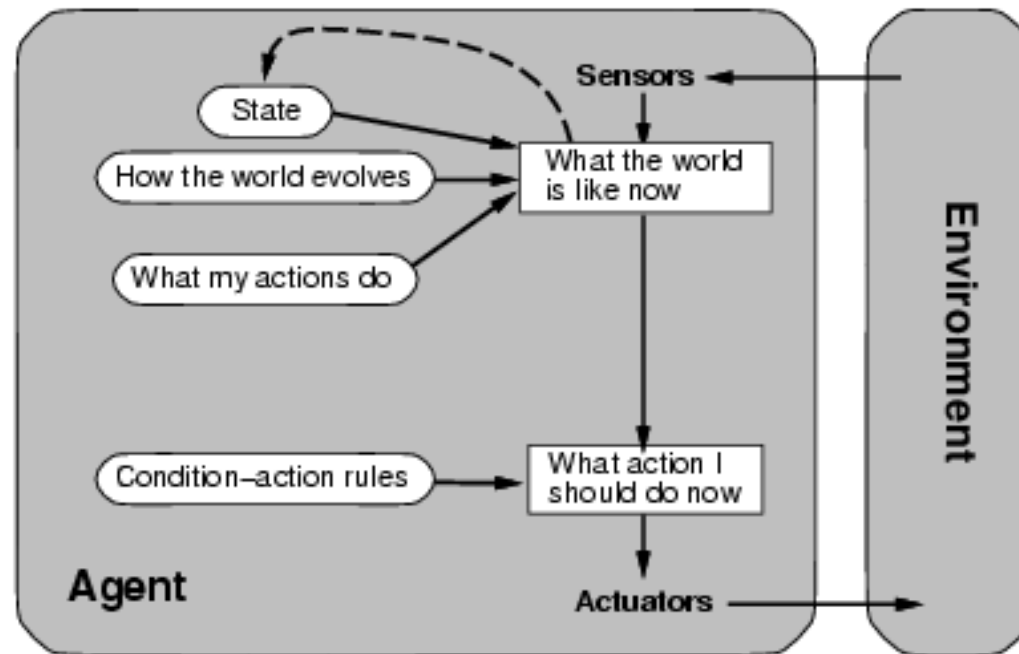 Sensors
State
What the world
is like now
How the world evolves
What my actions do
Environment
Condition–action rules
What action I
should do now
Agent
Actuators